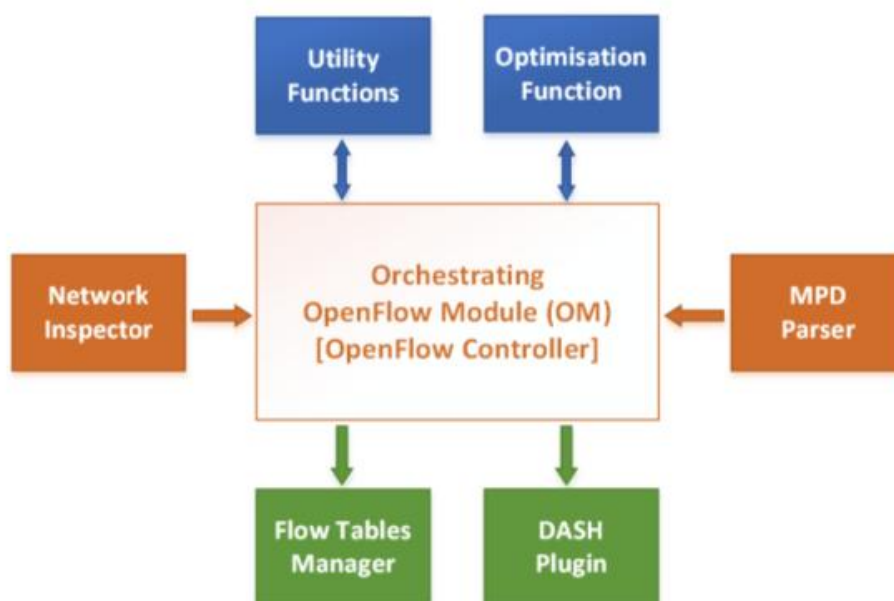 Utility
Functions
Optimisation
Function
Network
Inspector
Orchestrating
OpenFlow Module (OM)
[OpenFlow Controller]
MPD
Parser
Flow Tables
Manager
DASH
Plugin